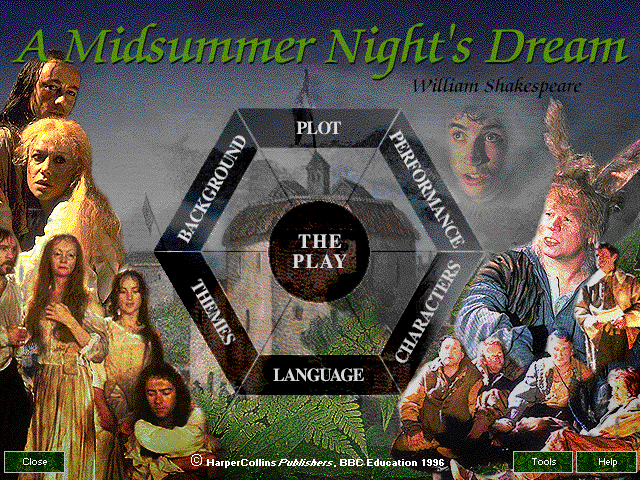 A Midsummer Night's Dream
William Shakespeare
PLOT
BACKGROUND
PERFORMANCE
THE
PLAY
THEMES
CHARACTERS
LANGUAGE
Close
© HarperCollins Publishers, BBC Education 1996
Tools
Help